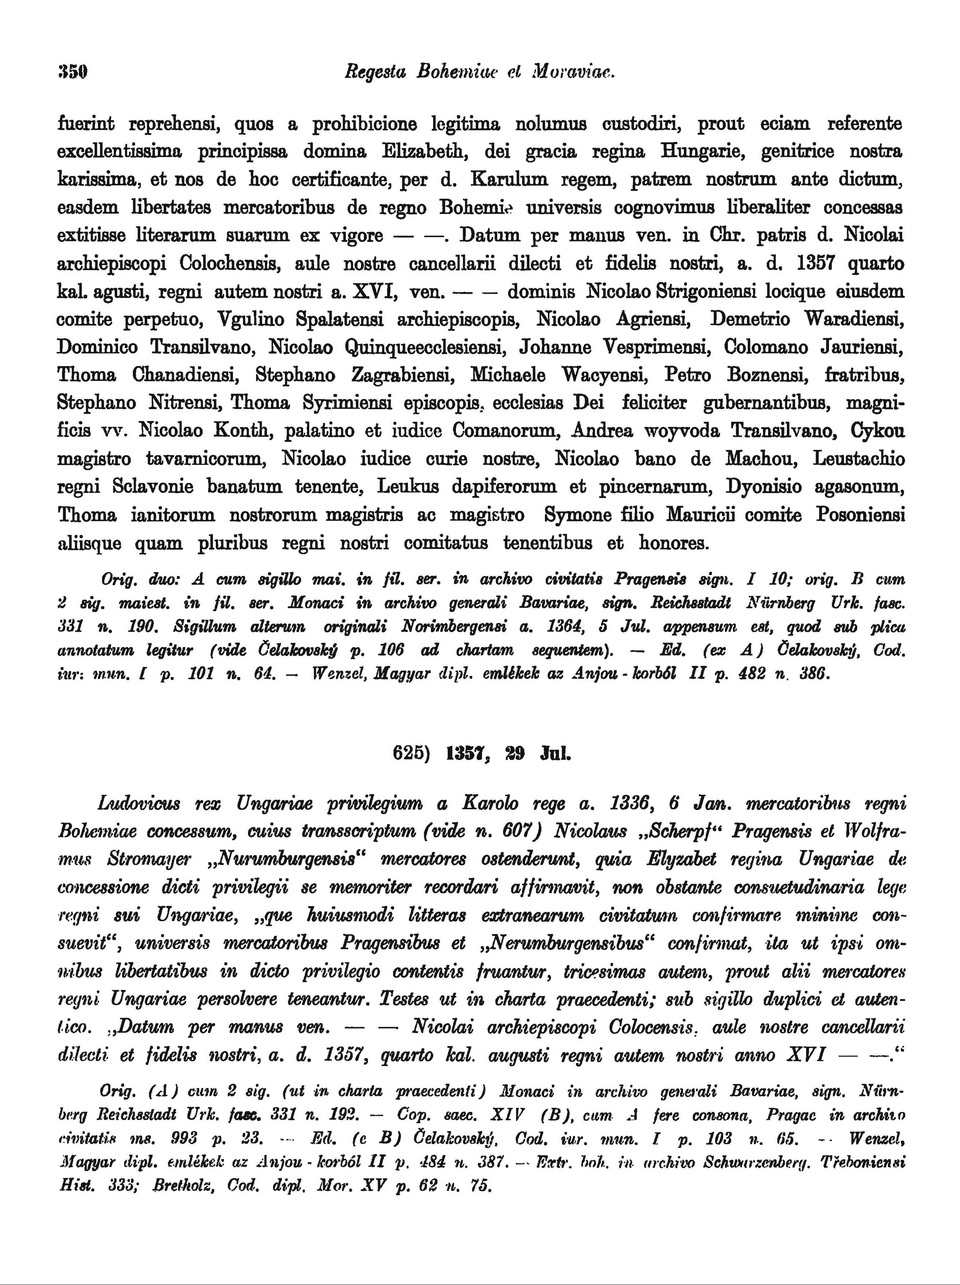 350 Regesta Bohemiae et Moraviae.
fuerint reprehensi, quos a prohibicione legitima nolumus custodiri, prout eciam referente
excellentissima principissa domina Elizabeth, dei gracia regina Hungarie, genitrice nostra
karissima, et nos de hoc certificante, per d. Karulum regem, patrem nostrum ante dictum,
easdem libertates mercatoribus de regno Bohemie universis cognovimus liberaliter concessas
extitisse literarum suarum ex vigore — —. Datum per manus ven. in Chr. patris d. Nicolai
archiepiscopi Colochensis, aule nostre cancellarii dilecti et fidelis nostri, a. d. 1357 quarto
kal. agusti, regni autem nostri a. XVI, ven. — — dominis Nicolao Strigoniensi locique eiusdem
comite perpetuo, Vgulino Spalatensi archiepiscopis, Nicolao Agriensi, Demetrio Waradiensi,
Dominico Transilvano, Nicolao Quinqueecclesiensi, Johanne Vesprimensi, Colomano Jauriensi,
Thoma Chanadiensi, Stephano Zagrabiensi, Michaele Wacyensi, Petro Boznensi, fratribus,
Stephano Nitrensi, Thoma Syrimiensi episcopis, ecclesias Dei feliciter gubernantibus, magni-
ficis vv. Nicolao Konth, palatino et iudice Comanorum, Andrea woyvoda Transilvano, Cykou
magistro tavarnicorum, Nicolao iudice curie nostre, Nicolao bano de Machou, Leustachio
regni Sclavonie banatum tenente, Leukus dapiferorum et pincernarum, Dyonisio agasonum,
Thoma ianitorum nostrorum magistris ac magistro Symone filio Mauricii comite Posoniensi
aliisque quam pluribus regni nostri comitatus tenentibus et honores.
Orig. duo: A cum sigillo mai. in fil. ser. in archivo civitatis Pragensis sign. I 10; orig. B cum
2 sig. maiest. in fil. ser. Monaci in archivo generali Bavariae, sign. Reichsstadt Nürnberg Urk. fasc.
331 n. 190. Sigillum alterum originali Norimbergensi a. 1364, 5 Jul. appensum est, quod sub plica
annotatum legitur (vide Čelakovský p. 106 ad chartam sequentem). — Ed. (ex A) Čelakovský, Cod.
iur. mun. I p. 101 n. 64. — Wenzel, Magyar dipl. emlékek az Anjou-korból II p. 482 n. 386.
625) 1357, 29 Jul.
Ludovicus rex Ungariae privilegium a Karolo rege a. 1336, 6 Jan. mercatoribus regni
Bohemiae concessum, cuius transscriptum (vide n. 607) Nicolaus „Scherpf“ Pragensis et Wolfra-
mus Stromayer „Nurumburgensis“ mercatores ostenderunt, quia Elyzabet regina Ungariae de
concessione dicti privilegii se memoriter recordari affirmavit, non obstante consuetudinaria lege
regni sui Ungariae, „que huiusmodi litteras extranearum civitatum confirmare minime con-
suevit“, universis mercatoribus Pragensibus et „Nerumburgensibus“ confirmat, ita ut ipsi om-
nibus libertatibus in dicto privilegio contentis fruantur, tricesimas autem, prout alii mercatores
regni Ungariae persolvere teneantur. Testes ut in charta praecedenti; sub sigillo duplici et auten-
tico. „Datum per manus ven. — — Nicolai archiepiscopi Colocensis, aule nostre cancellarii
dilecti et fidelis nostri, a. d. 1357, quarto kal. augusti regni autem nostri anno XVI — —.“
Orig. (A) cum 2 sig. (ut in charta praecedenti) Monaci in archivo generali Bavariae, sign. Nürn-
berg Reichsstadt Urk. fasc. 331 n. 192. — Cop. saec. XIV (B), cum A fere consona, Pragae in archivo
civitatis ms. 993 p. 23. — Ed. (e B) Čelakovský, Cod. iur. mun. I p. 103 n. 65. — Wenzel,
Magyar dipl. emlékek az Anjou-korból II p. 484 n. 387. — Extr. boh. in archivo Schwarzenberg. Třeboniensi
Hist. 333; Bretholz, Cod. dipl. Mor. XV p. 62 n. 75.